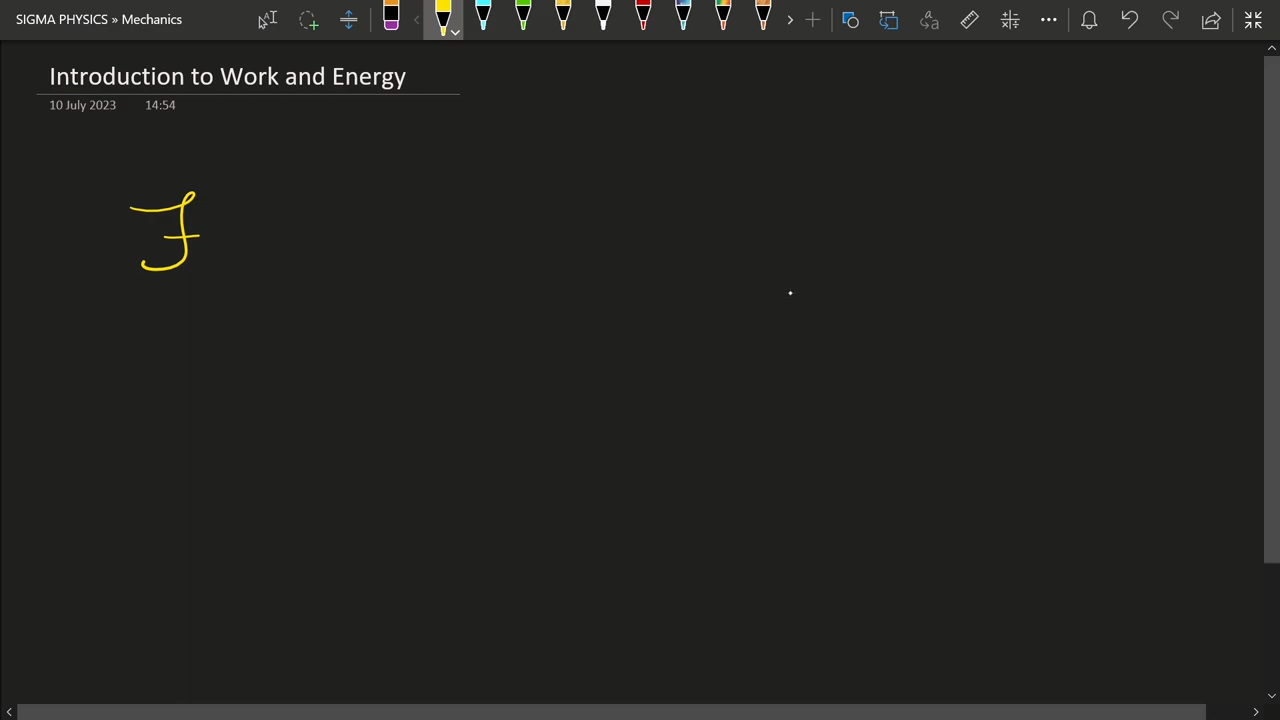 SIGMA PHYSICS » Mechanics
Introduction to Work and Energy
10 July 2023 14:54
F